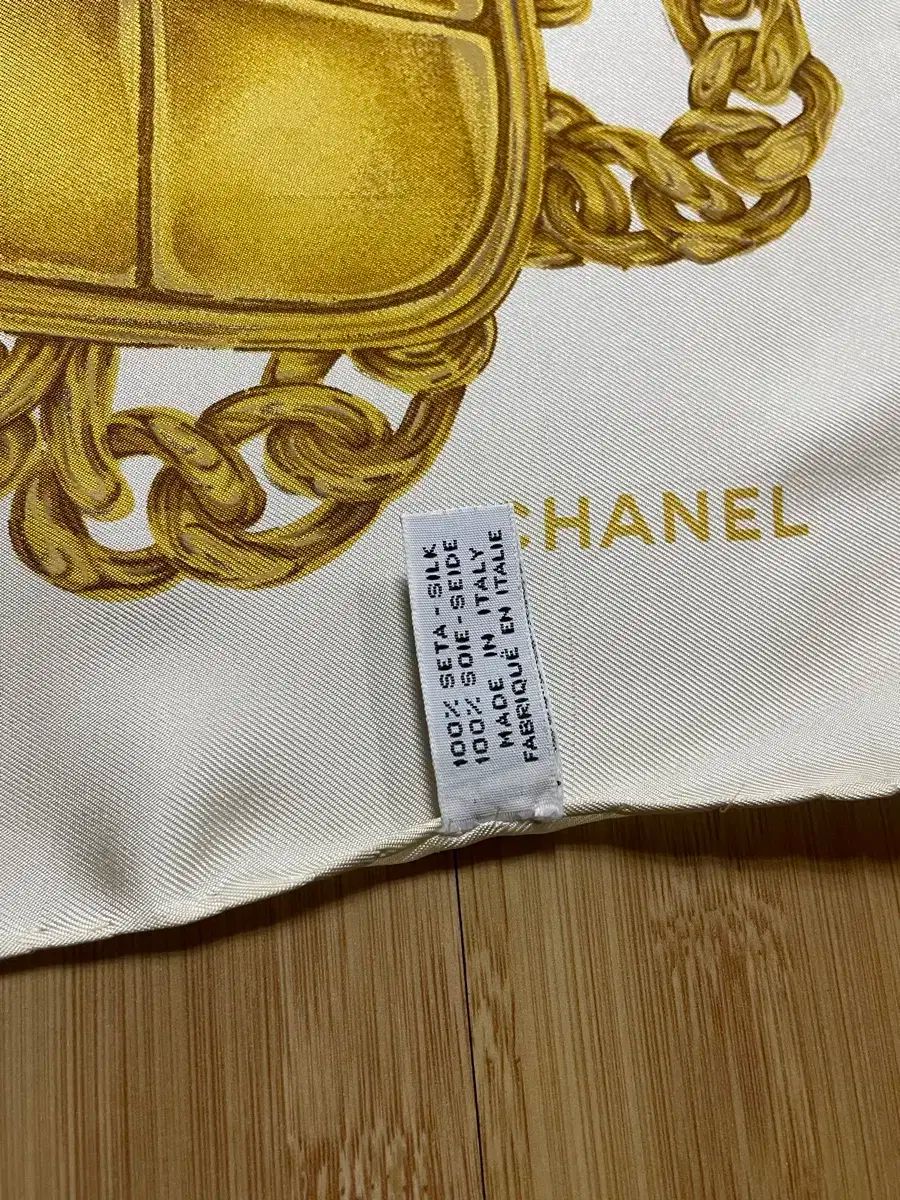 CHANEL
100% SETA - SILK
100% SOIE-SEIDE
MADE IN ITALY
FABRIQUÉ EN ITALIE